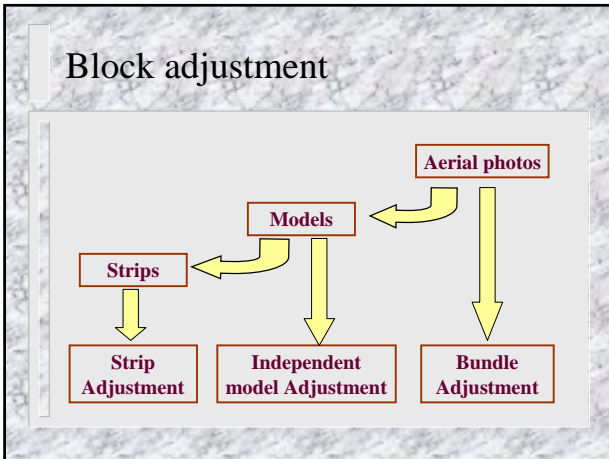 Block adjustment
Aerial photos
Models
Strips
Strip
Adjustment
Independent
model Adjustment
Bundle
Adjustment